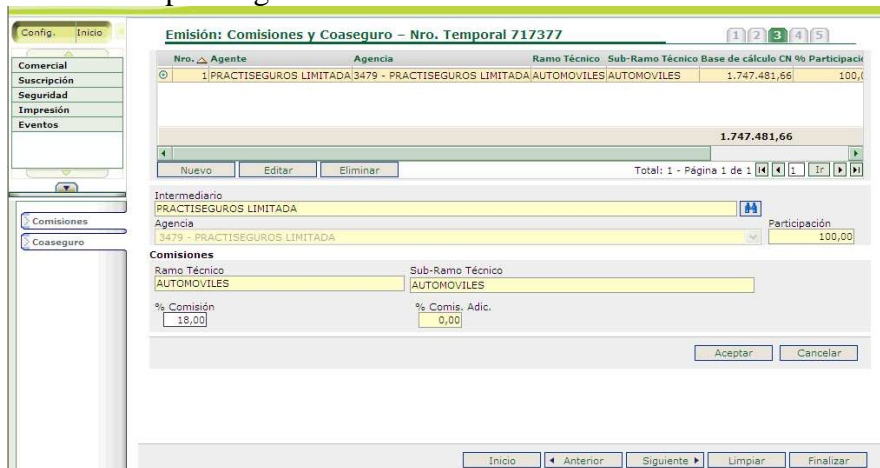 Config. Inicio
Emisión: Comisiones y Coaseguro – Nro. Temporal 717377
1 2 3 4 5
Comercial
Suscripción
Seguridad
Impresión
Eventos
Nro. Agente Agencia Ramo Técnico Sub-Ramo Técnico Base de cálculo CN % Participació
1 PRACTISEGUROS LIMITADA 3479 - PRACTISEGUROS LIMITADA AUTOMOVILES AUTOMOVILES 1.747.481,66 100,0
1.747.481,66
Nuevo Editar Eliminar Total: 1 - Página 1 de 1 1 Ir
Comisiones
Coaseguro
Intermediario
PRACTISEGUROS LIMITADA
Agencia Participación
3479 - PRACTISEGUROS LIMITADA 100,00
Comisiones
Ramo Técnico Sub-Ramo Técnico
AUTOMOVILES AUTOMOVILES
% Comisión % Comis. Adic.
18,00 0,00
Aceptar Cancelar
Inicio Anterior Siguiente Limpiar Finalizar